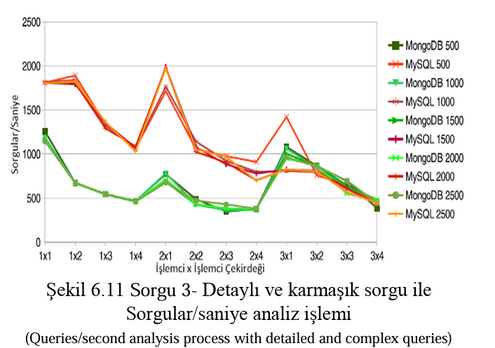 2500
2000
1500
1000
500
0
Sorgular/Saniye
1x1 1x2 1x3 1x4 2x1 2x2 2x3 2x4 3x1 3x2 3x3 3x4
İşlemci x İşlemci Çekirdeği
MongoDB 500
MySQL 500
MongoDB 1000
MySQL 1000
MongoDB 1500
MySQL 1500
MongoDB 2000
MySQL 2000
MongoDB 2500
MySQL 2500
Şekil 6.11 Sorgu 3- Detaylı ve karmaşık sorgu ile
Sorgular/saniye analiz işlemi
(Queries/second analysis process with detailed and complex queries)